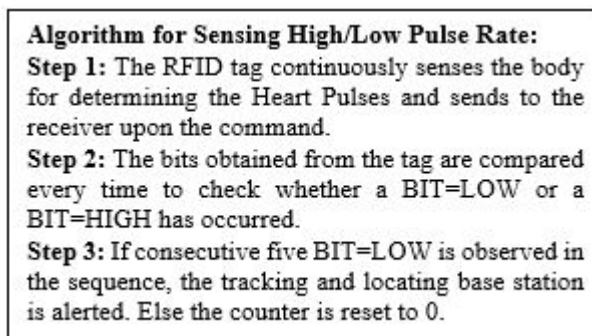 Algorithm for Sensing High/Low Pulse Rate:
Step 1: The RFID tag continuously senses the body
for determining the Heart Pulses and sends to the
receiver upon the command.
Step 2: The bits obtained from the tag are compared
every time to check whether a BIT=LOW or a
BIT=HIGH has occurred.
Step 3: If consecutive five BIT=LOW is observed in
the sequence, the tracking and locating base station
is alerted. Else the counter is reset to 0.